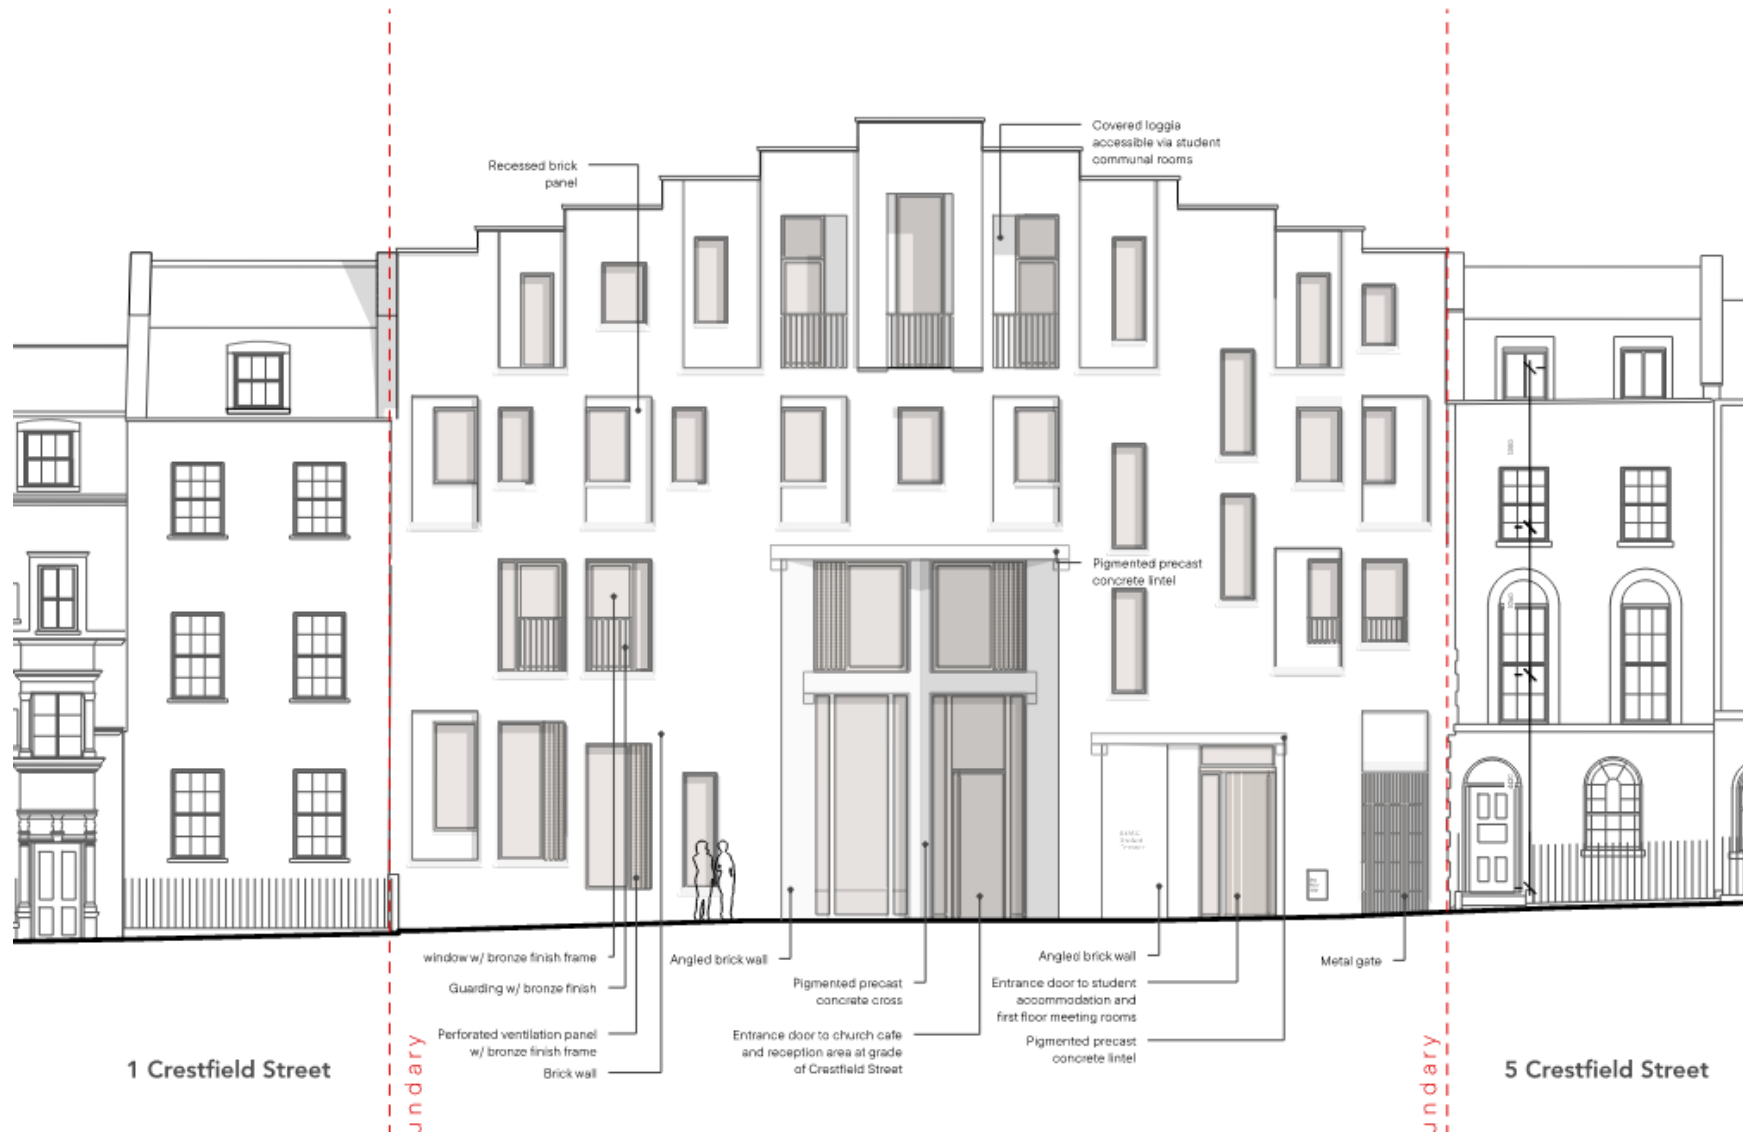 Covered loggia
accessible via student
communal rooms
Recessed brick
panel
Pigmented precast
concrete lintel
window w/ bronze finish frame
Guarding w/ bronze finish
Perforated ventilation panel
w/ bronze finish frame
Brick wall
Angled brick wall
Pigmented precast
concrete cross
Entrance door to church cafe
and reception area at grade
of Crestfield Street
Angled brick wall
Entrance door to student
accommodation and
first floor meeting rooms
Pigmented precast
concrete lintel
Metal gate
1 Crestfield Street
undary
undary
5 Crestfield Street